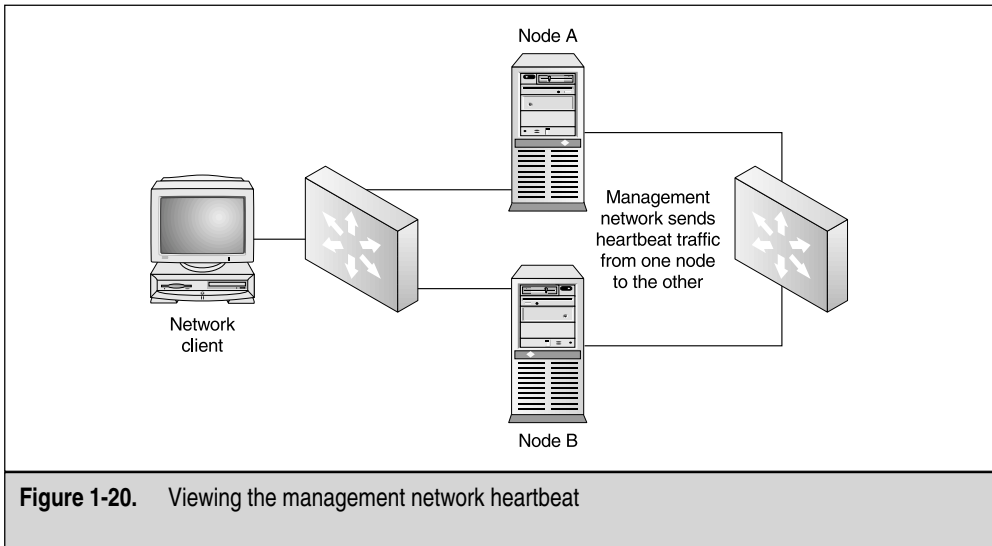 Node A
Management
network sends
heartbeat traffic
from one node
to the other
Network
client
Node B
Figure 1-20. Viewing the management network heartbeat